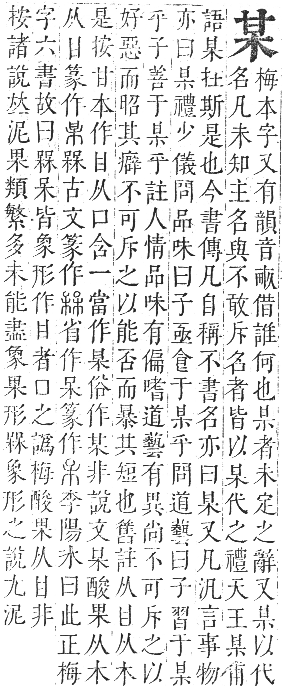 某
梅本字又有韻音畝借誰何也某者未定之辭又某以代
名凡未知主名與不敢斥名者皆以某代之禮天王某甫
語某在斯是也今書傳凡自稱不書名亦曰某又凡汎言事物
亦曰某禮少儀問品味曰子亟食于某乎問道藝曰子習于某
乎子善于某乎註人情品味有偏嗜道藝有異尚不可斥之以
好惡而昭其癖不可斥之以能否而暴其短也舊註从日从木
是按甘本作甘从口含一當作某俗作某非說文某酸果从木
从甘篆作槑古文篆作省作呆篆作李陽冰曰此正梅
字六書故曰槑呆皆象形作甘者口之譌梅酸果从甘非
按諸說𠀤泥果類繁多未能盡象果形槑象形之說尢泥